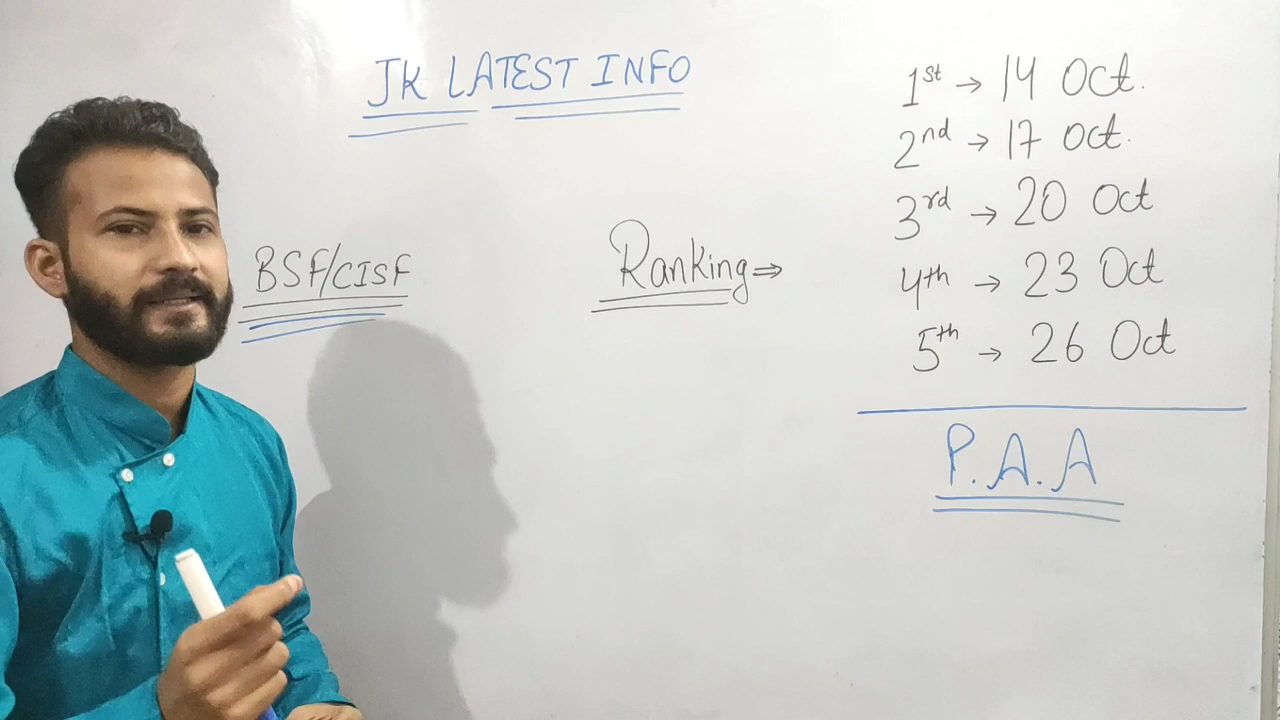 JK LATEST INFO
BSF/CISF
Ranking ⇒
1st → 14 Oct.
2nd → 17 Oct.
3rd → 20 Oct
4th → 23 Oct
5th → 26 Oct
P.A.A